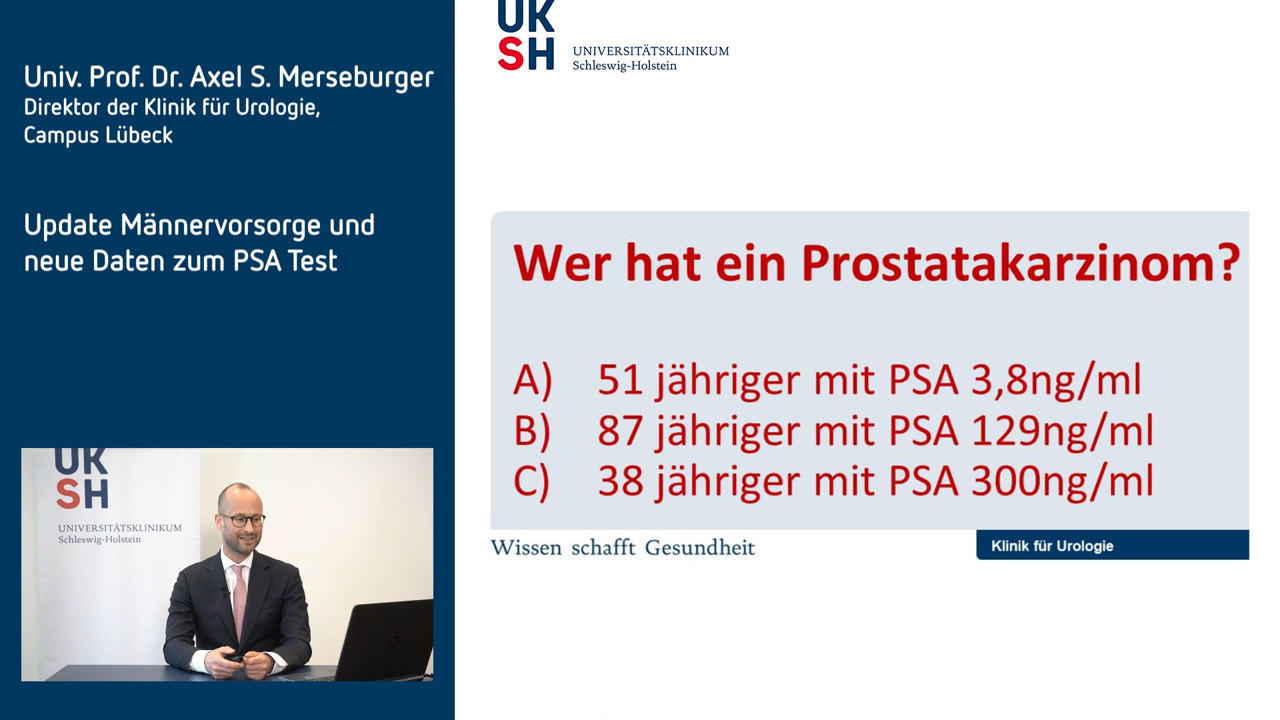 Univ. Prof. Dr. Axel S. Merseburger
Direktor der Klinik für Urologie,
Campus Lübeck
Update Männervorsorge und
neue Daten zum PSA Test
UK
SH
UNIVERSITÄTSKLINIKUM
Schleswig-Holstein
UK
SH
UNIVERSITÄTSKLINIKUM
Schleswig-Holstein
Wer hat ein Prostatakarzinom?
A) 51 jähriger mit PSA 3,8ng/ml
B) 87 jähriger mit PSA 129ng/ml
C) 38 jähriger mit PSA 300ng/ml
Wissen schafft Gesundheit
Klinik für Urologie